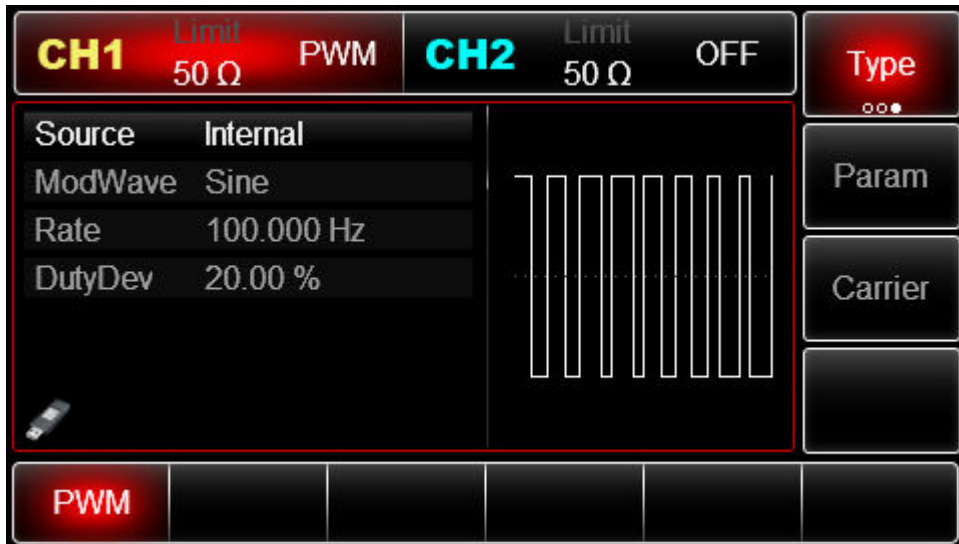 CH1 Limit 50 Ω PWM CH2 Limit 50 Ω OFF
Type
Source Internal
ModWave Sine
Rate 100.000 Hz
DutyDev 20.00 %
Param
Carrier
PWM